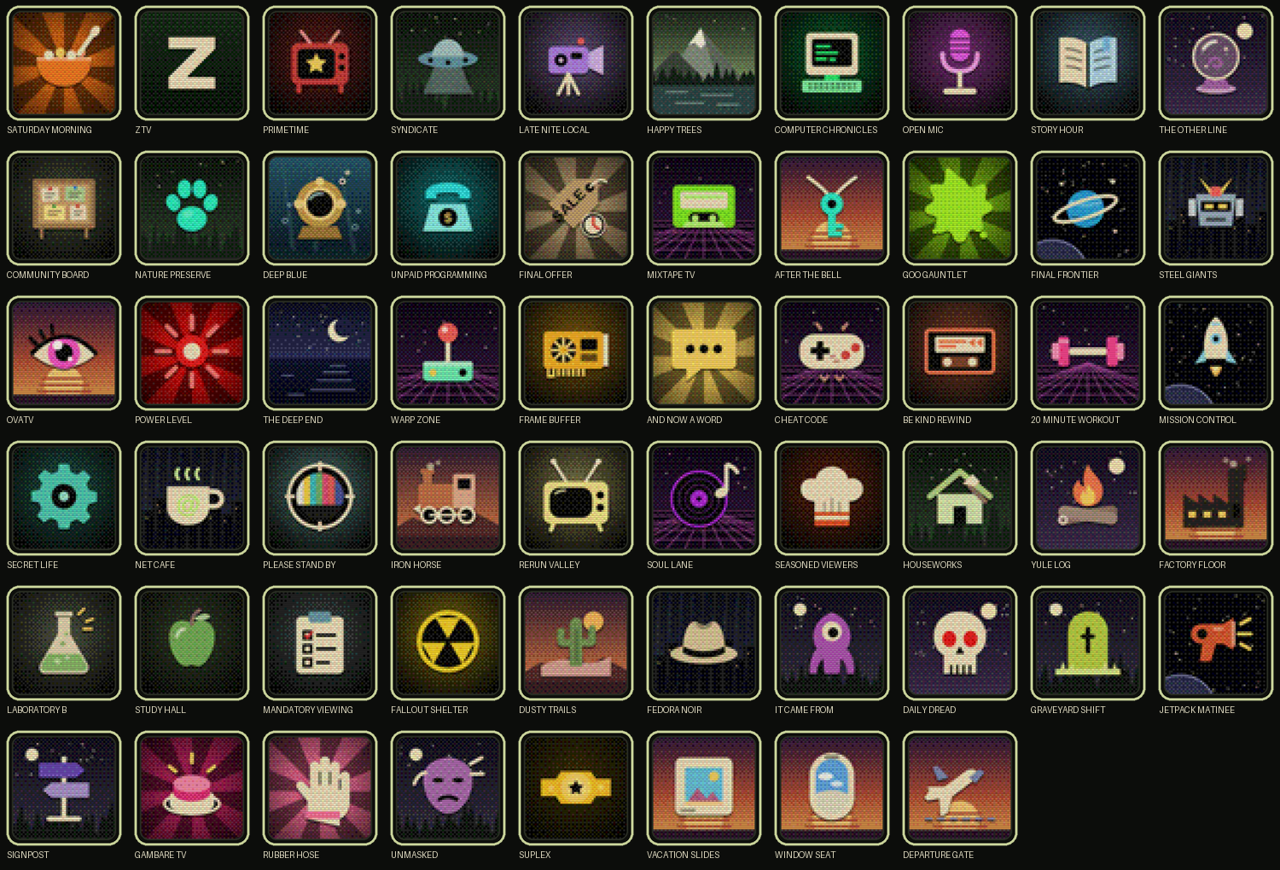 Z
SATURDAY MORNING
ZTV
PRIMETIME
SYNDICATE
LATE NITE LOCAL
HAPPY TREES
COMPUTER CHRONICLES
OPEN MIC
STORY HOUR
THE OTHER LINE
$
SALE
COMMUNITY BOARD
NATURE PRESERVE
DEEP BLUE
UNPAID PROGRAMMING
FINAL OFFER
MIXTAPE TV
AFTER THE BELL
GOO GAUNTLET
FINAL FRONTIER
STEEL GIANTS
OVATV
POWER LEVEL
THE DEEP END
WARP ZONE
FRAME BUFFER
AND NOW A WORD
CHEAT CODE
BE KIND REWIND
20 MINUTE WORKOUT
MISSION CONTROL
SECRET LIFE
NET CAFE
PLEASE STAND BY
IRON HORSE
RERUN VALLEY
SOUL LANE
SEASONED VIEWERS
HOUSEWORKS
YULE LOG
FACTORY FLOOR
LABORATORY B
STUDY HALL
MANDATORY VIEWING
FALLOUT SHELTER
DUSTY TRAILS
FEDORA NOIR
IT CAME FROM
DAILY DREAD
GRAVEYARD SHIFT
JETPACK MATINEE
SIGNPOST
GAMBARE TV
RUBBER HOSE
UNMASKED
SUPLEX
VACATION SLIDES
WINDOW SEAT
DEPARTURE GATE